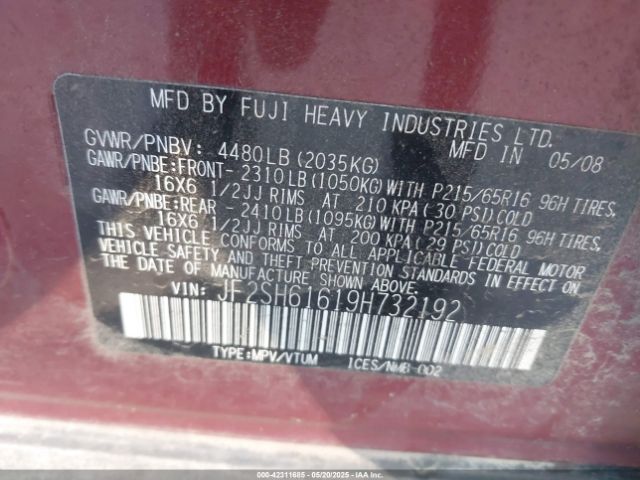 MFD BY FUJI HEAVY INDUSTRIES LTD.
GVWR/PNBV: 4480LB(2035KG) MFD IN 05/08
GAWR/PNBE:FRONT- 2310LB(1050KG)WITH P215/65R16 96H TIRES,
16X6 1/2JJ RIMS AT 210 KPA(30 PSI)COLD
GAWR/PNBE:REAR - 2410LB(1095KG)WITH P215/65R16 96H TIRES,
16X6 1/2JJ RIMS AT 200 KPA(29 PSI)COLD
THIS VEHICLE CONFORMS TO ALL APPLICABLE FEDERAL MOTOR
VEHICLE SAFETY AND THEFT PREVENTION STANDARDS IN EFFECT ON
THE DATE OF MANUFACTURE SHOWN ABOVE.
VIN: JF2SH61619H732192
TYPE:MPV/VTUM ICES/NMB-002
000-42311685 - 05/20/2025 - IAAI.COM